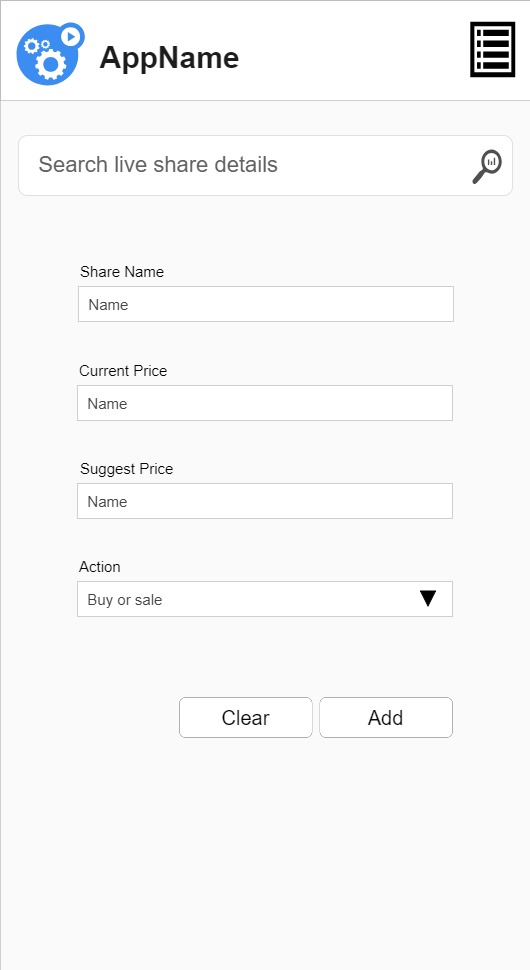 AppName
Search live share details
Share Name
Name
Current Price
Name
Suggest Price
Name
Action
Buy or sale
Clear
Add